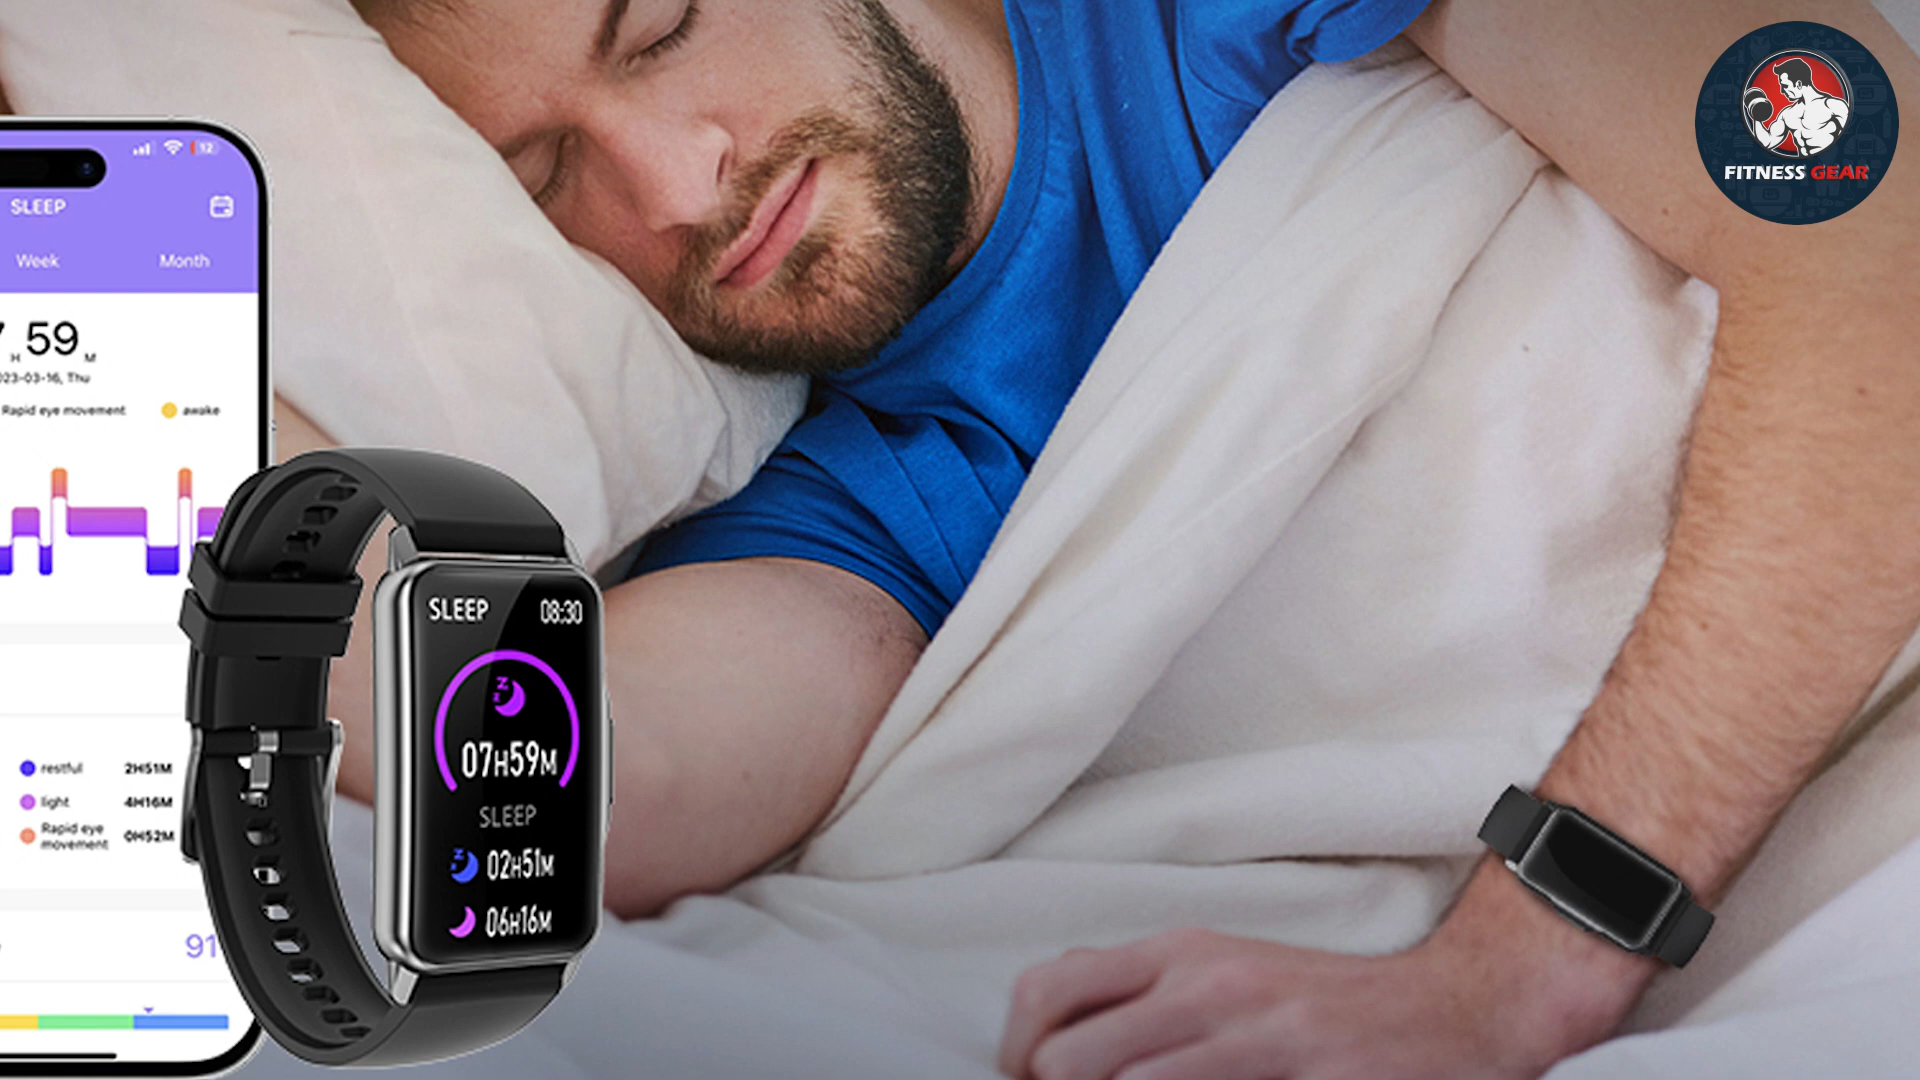 12
SLEEP
Week Month
59
H M
023-03-16, Thu
Rapid eye movement awake
restful 2H51M
light 4H16M
Rapid eye
movement 0H52M
91
SLEEP 08:30
07H59M
SLEEP
02H51M
06H16M
FITNESS GEAR